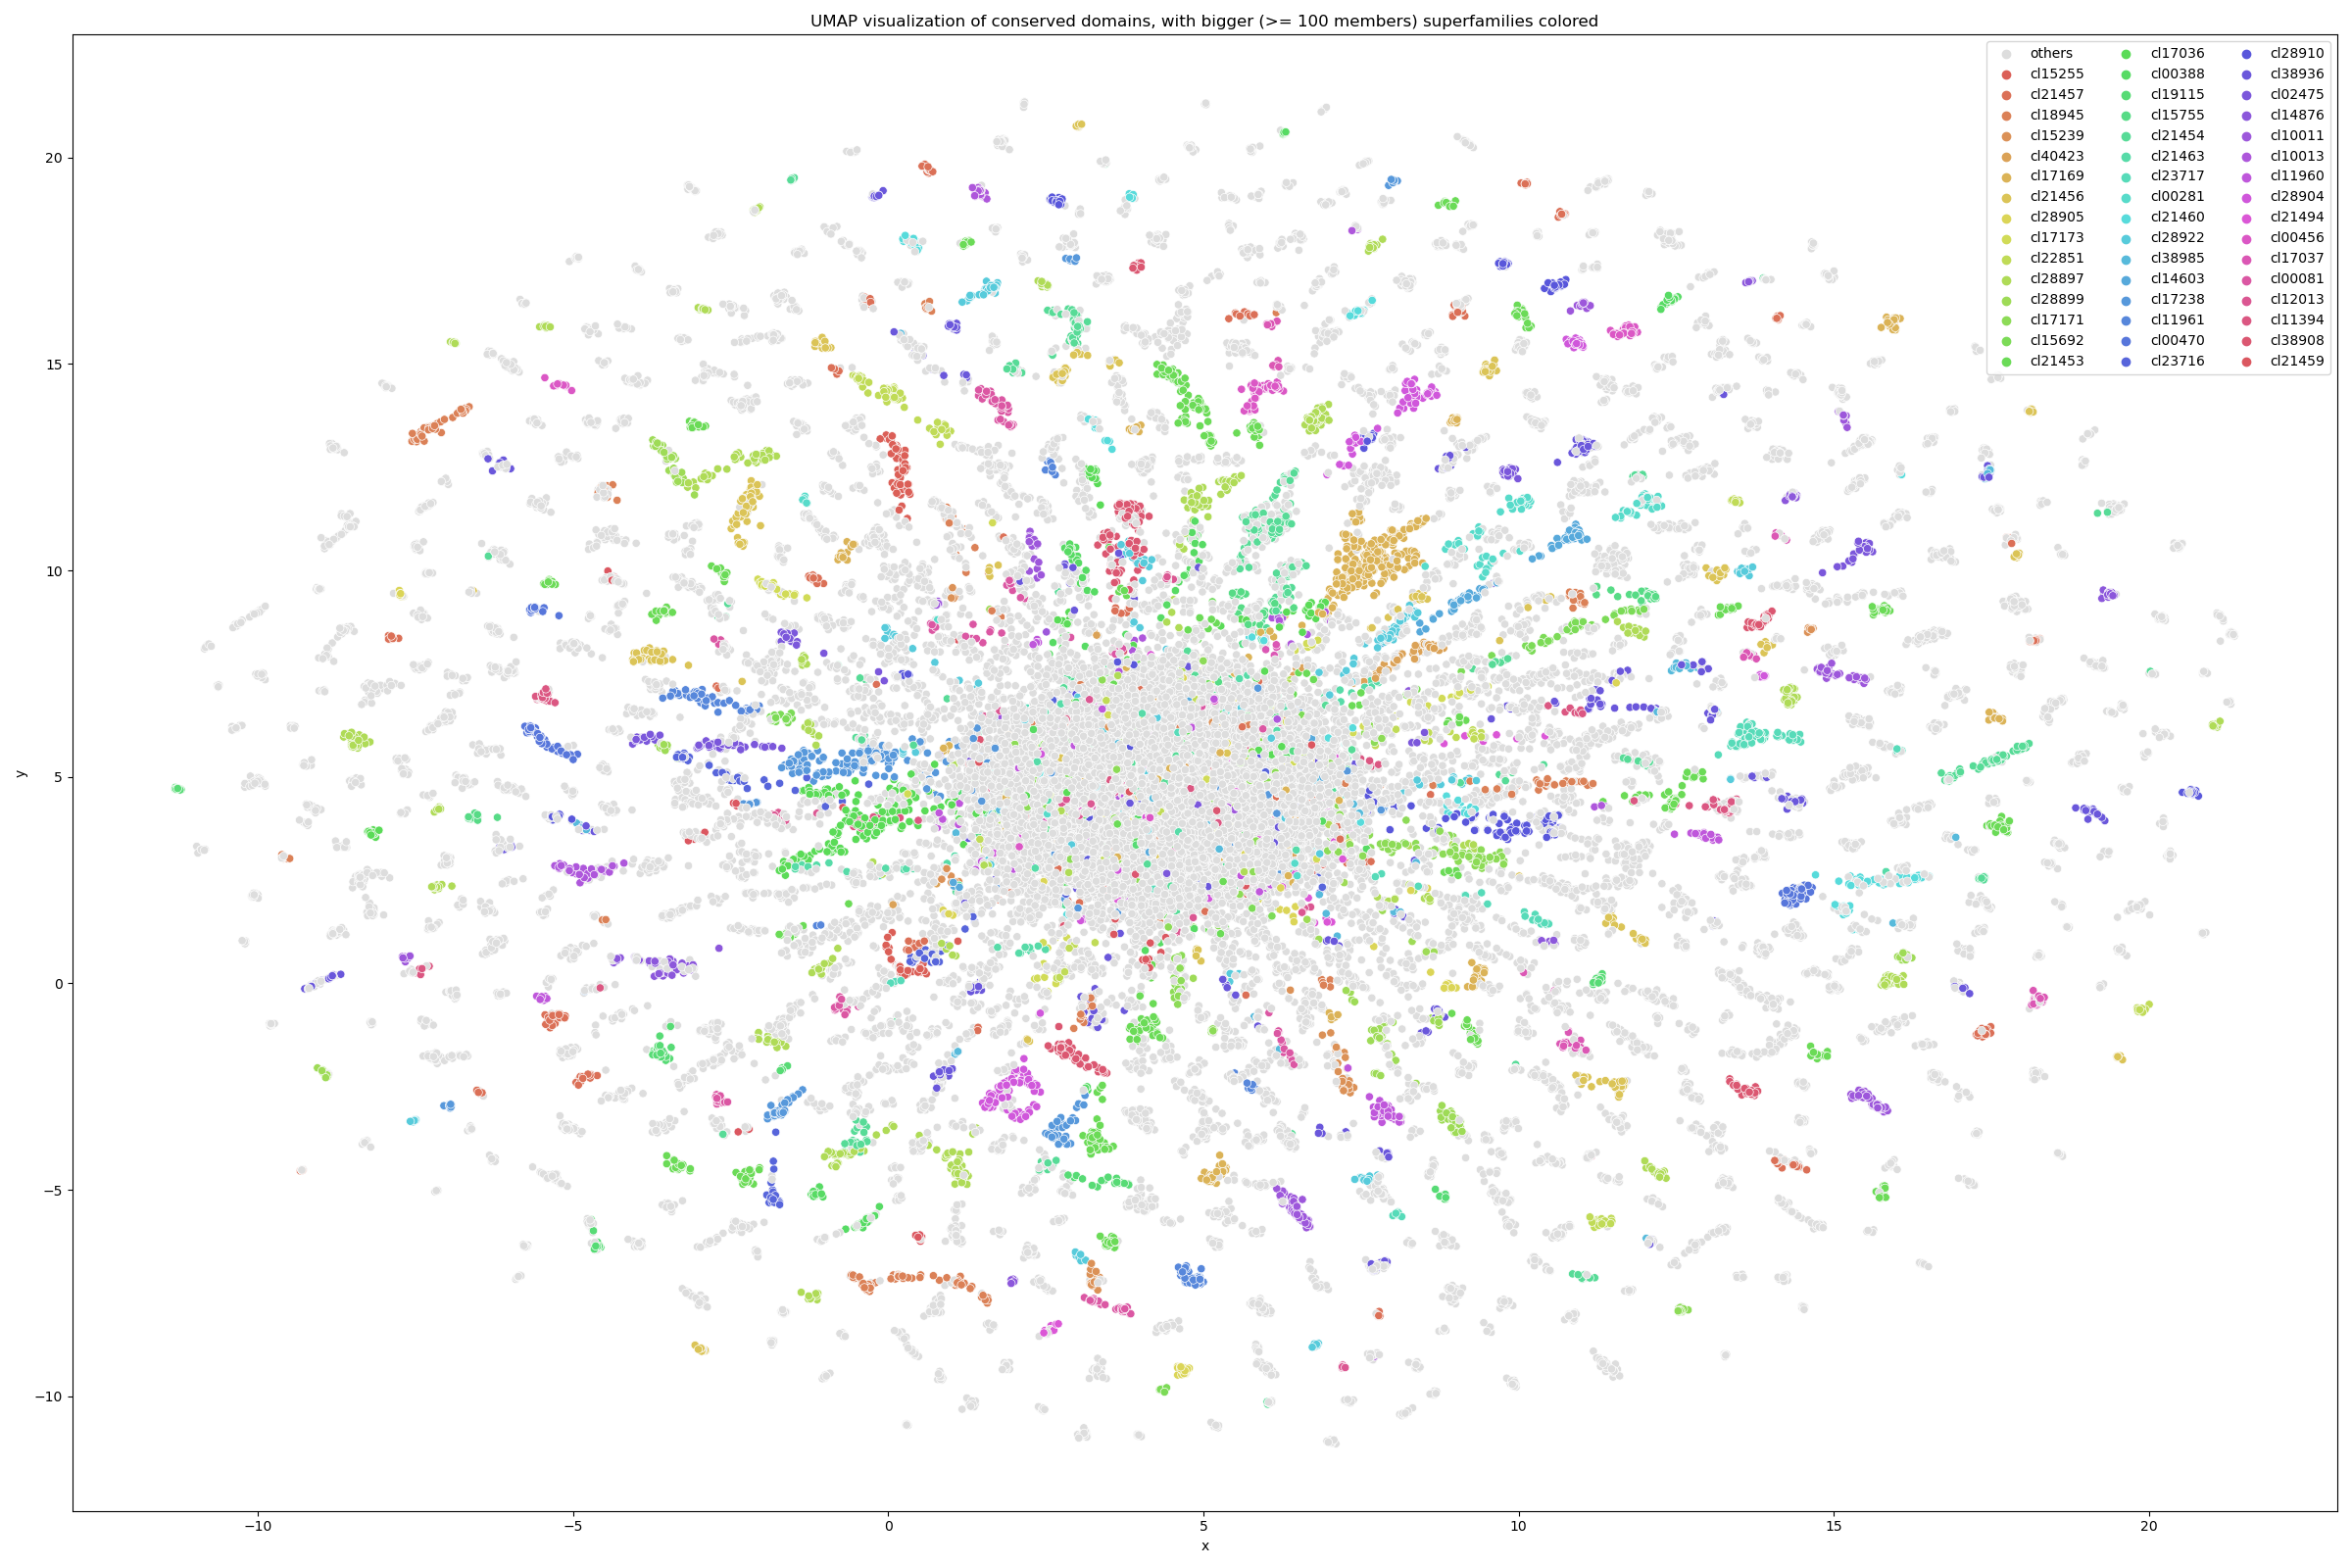 UMAP visualization of conserved domains, with bigger (>= 100 members) superfamilies colored
others
cl15255
cl21457
cl18945
cl15239
cl40423
cl17169
cl21456
cl28905
cl17173
cl22851
cl28897
cl28899
cl17171
cl15692
cl21453
cl17036
cl00388
cl19115
cl15755
cl21454
cl21463
cl23717
cl00281
cl21460
cl28922
cl38985
cl14603
cl17238
cl11961
cl00470
cl23716
cl28910
cl38936
cl02475
cl14876
cl10011
cl10013
cl11960
cl28904
cl21494
cl00456
cl17037
cl00081
cl12013
cl11394
cl38908
cl21459
20
15
10
5
0
−5
−10
y
−10
−5
0
5
10
15
20
x